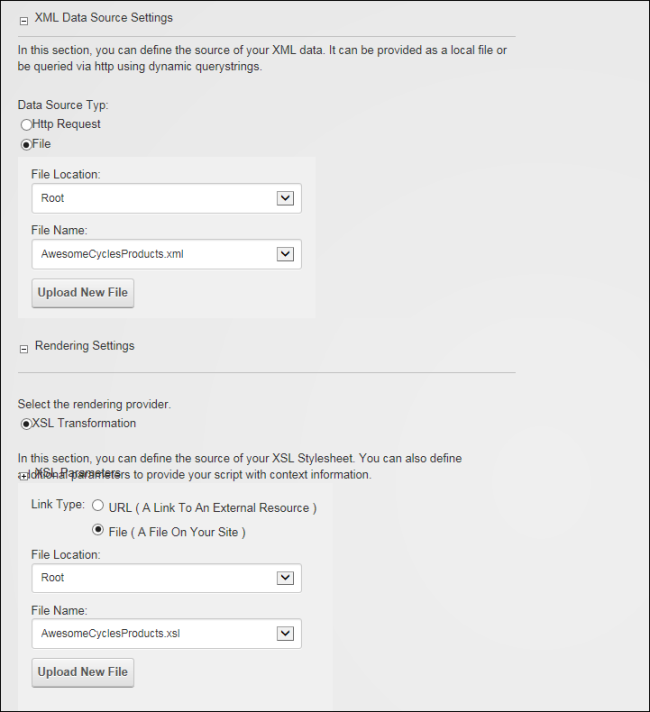 XML Data Source Settings
In this section, you can define the source of your XML data. It can be provided as a local file or
be queried via http using dynamic querystrings.
Data Source Typ:
Http Request
File
File Location:
Root
File Name:
AwesomeCyclesProducts.xml
Upload New File
Rendering Settings
Select the rendering provider.
XSL Transformation
In this section, you can define the source of your XSL Stylesheet. You can also define
additional parameters to provide your script with context information.
XSL Parameters
Link Type:
URL ( A Link To An External Resource )
File ( A File On Your Site )
File Location:
Root
File Name:
AwesomeCyclesProducts.xsl
Upload New File